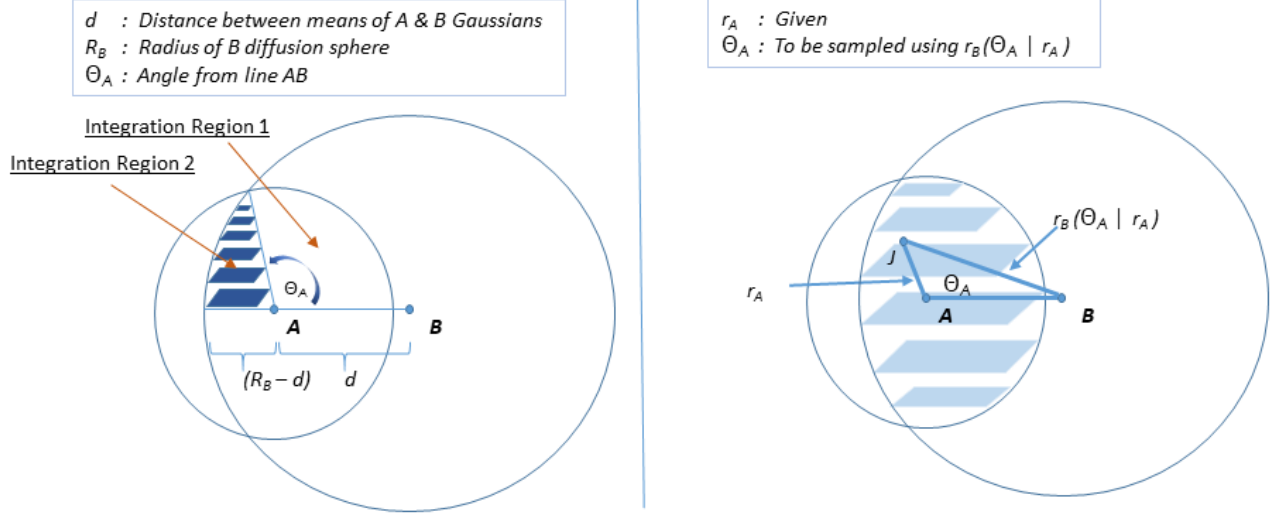 d : Distance between means of A & B Gaussians
R_B : Radius of B diffusion sphere
Θ_A : Angle from line AB
Integration Region 1
Integration Region 2
Θ_A
A
B
(R_B – d)
d
r_A : Given
Θ_A : To be sampled using r_B(Θ_A | r_A)
r_B(Θ_A | r_A)
J
r_A
Θ_A
A
B